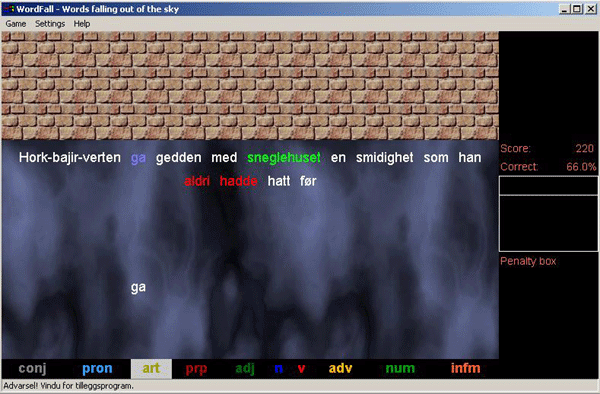 WordFall - Words falling out of the sky
Game Settings Help
Hork-bajir-verten ga gedden med sneglehuset en smidighet som han
aldri hadde hatt før
Score: 220
Correct: 66.0%
Penalty box
ga
conj pron art prp adj n v adv num infm
Advarsel! Vindu for tilleggsprogram.